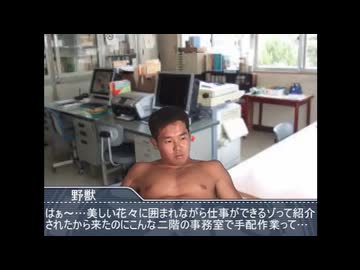 野獣
はぁ～…美しい花々に囲まれながら仕事ができるゾって紹介
されたから来たのにこんな二階の事務室で手配作業って…